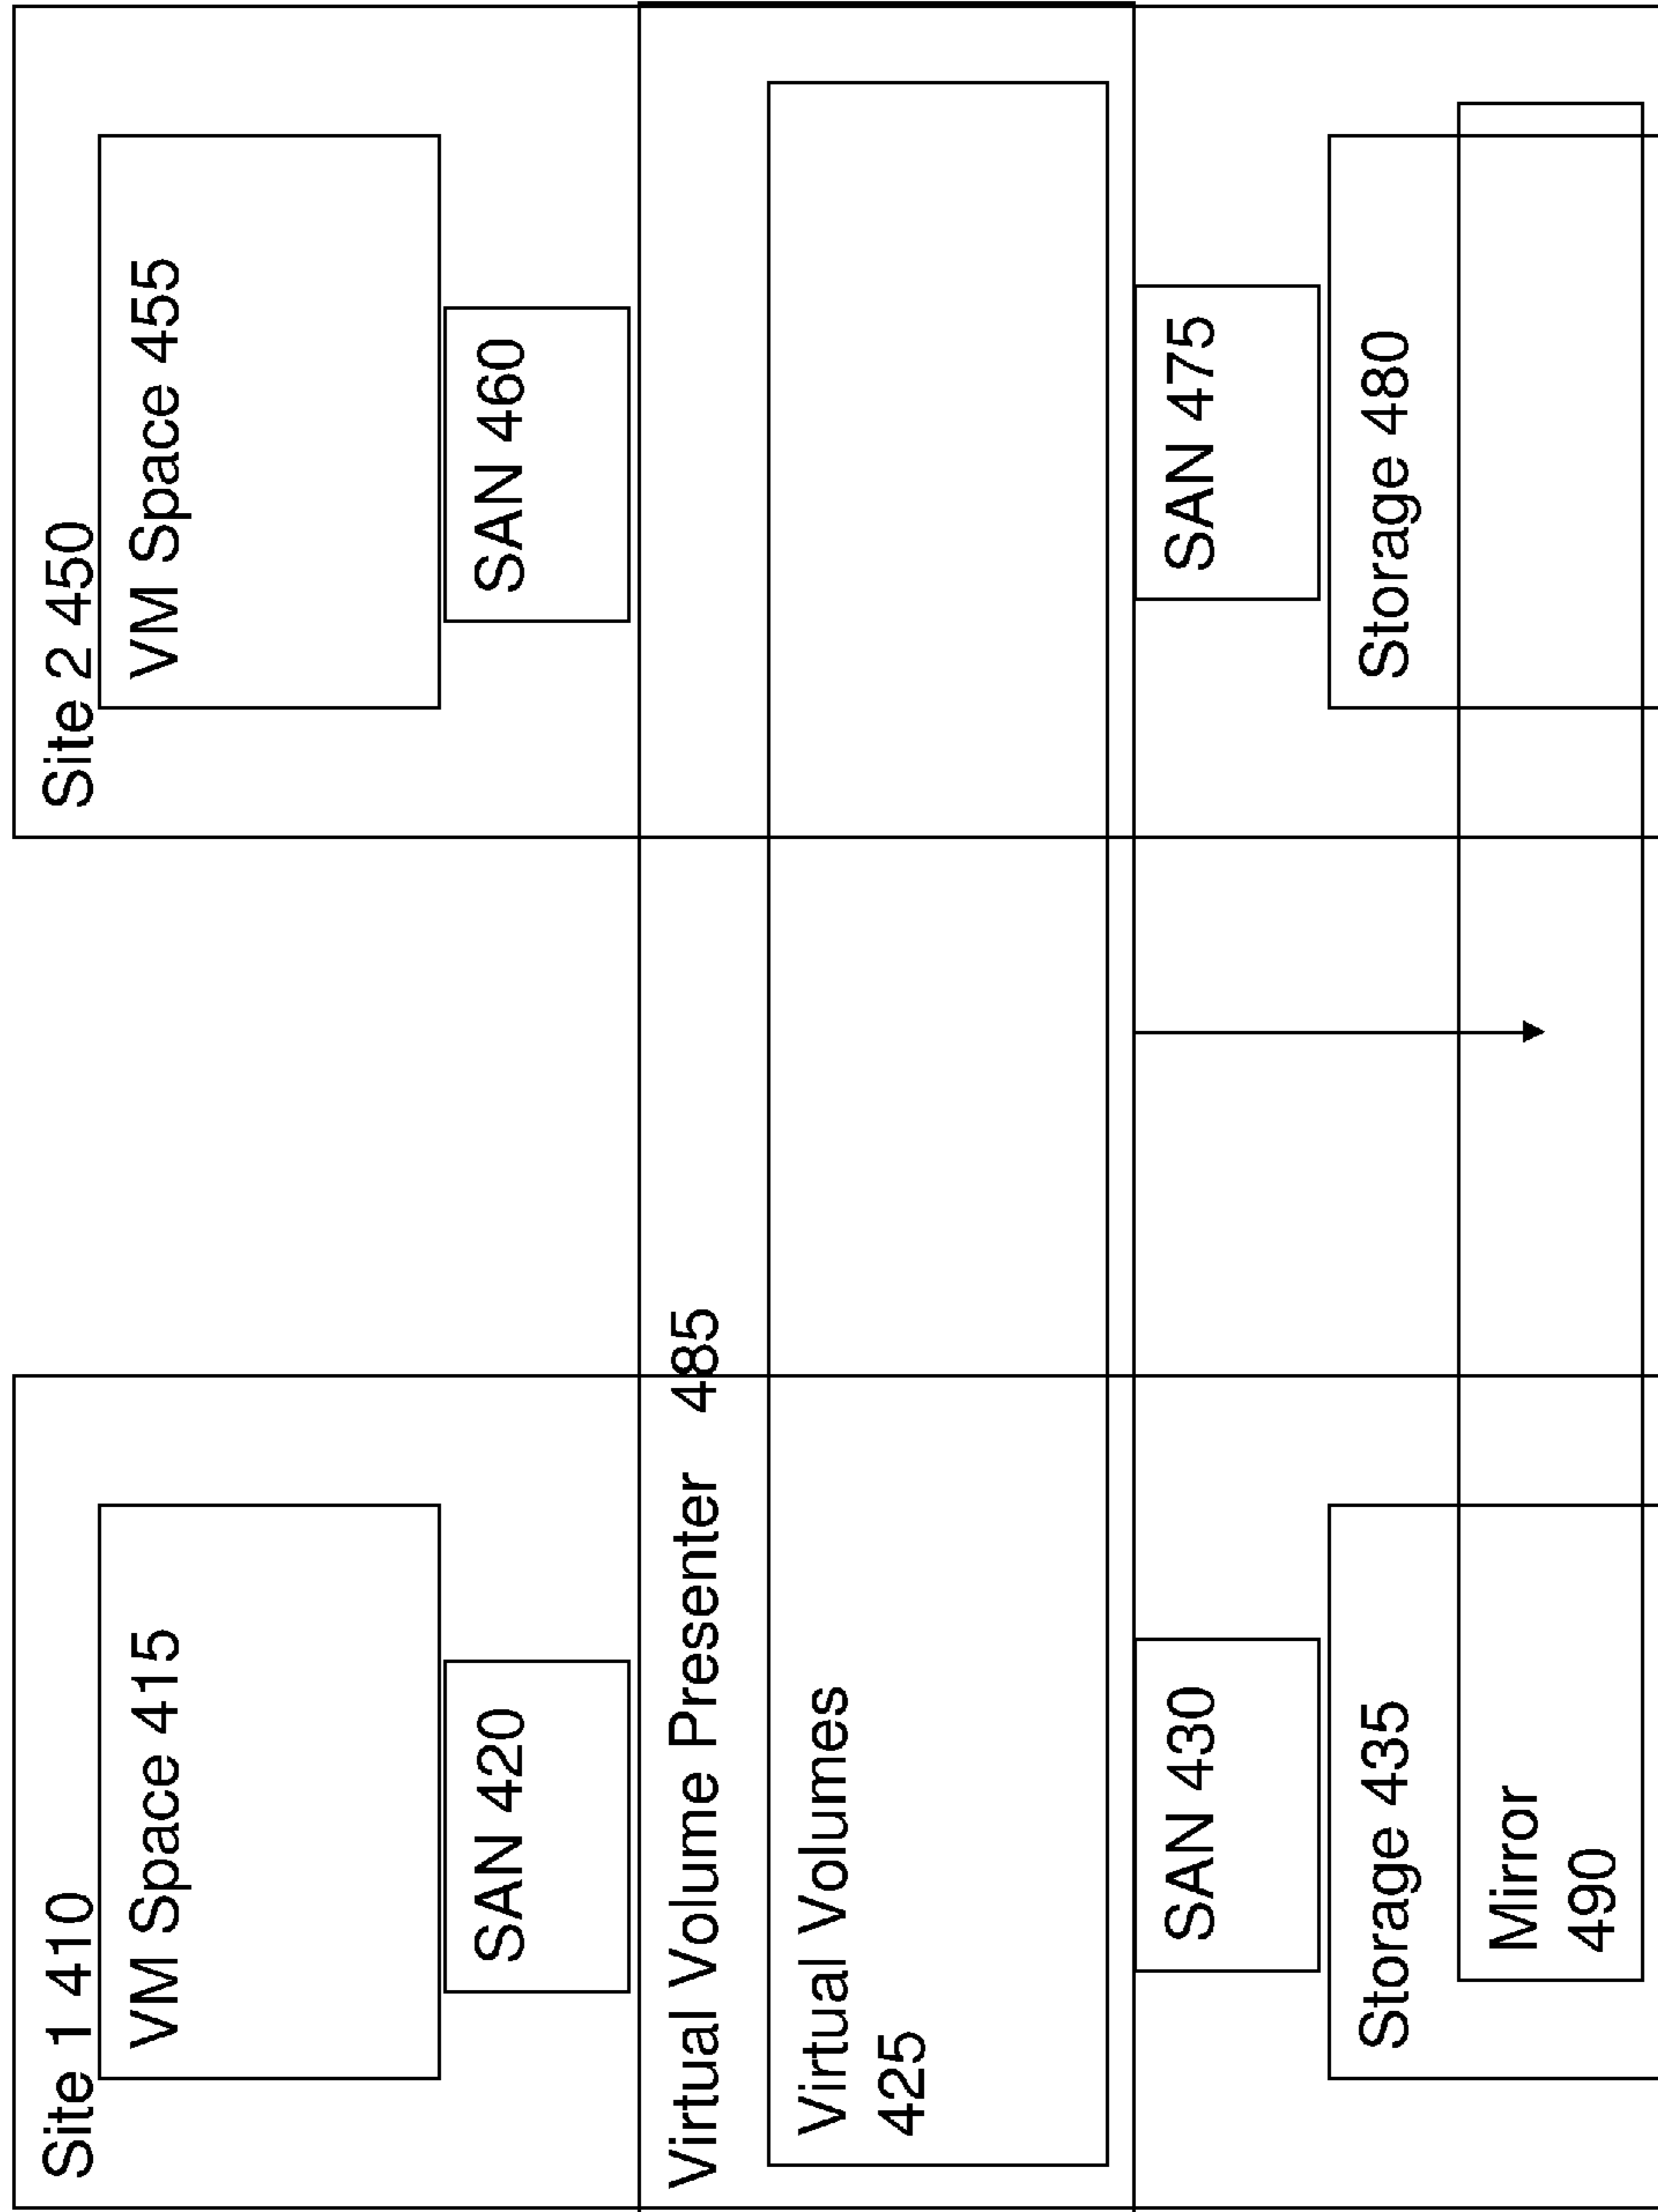 Site 1 410
VM Space 415
SAN 420
Site 2 450
VM Space 455
SAN 460
Virtual Volume Presenter 485
Virtual Volumes
425
SAN 430
Storage 435
SAN 475
Storage 480
Mirror
490